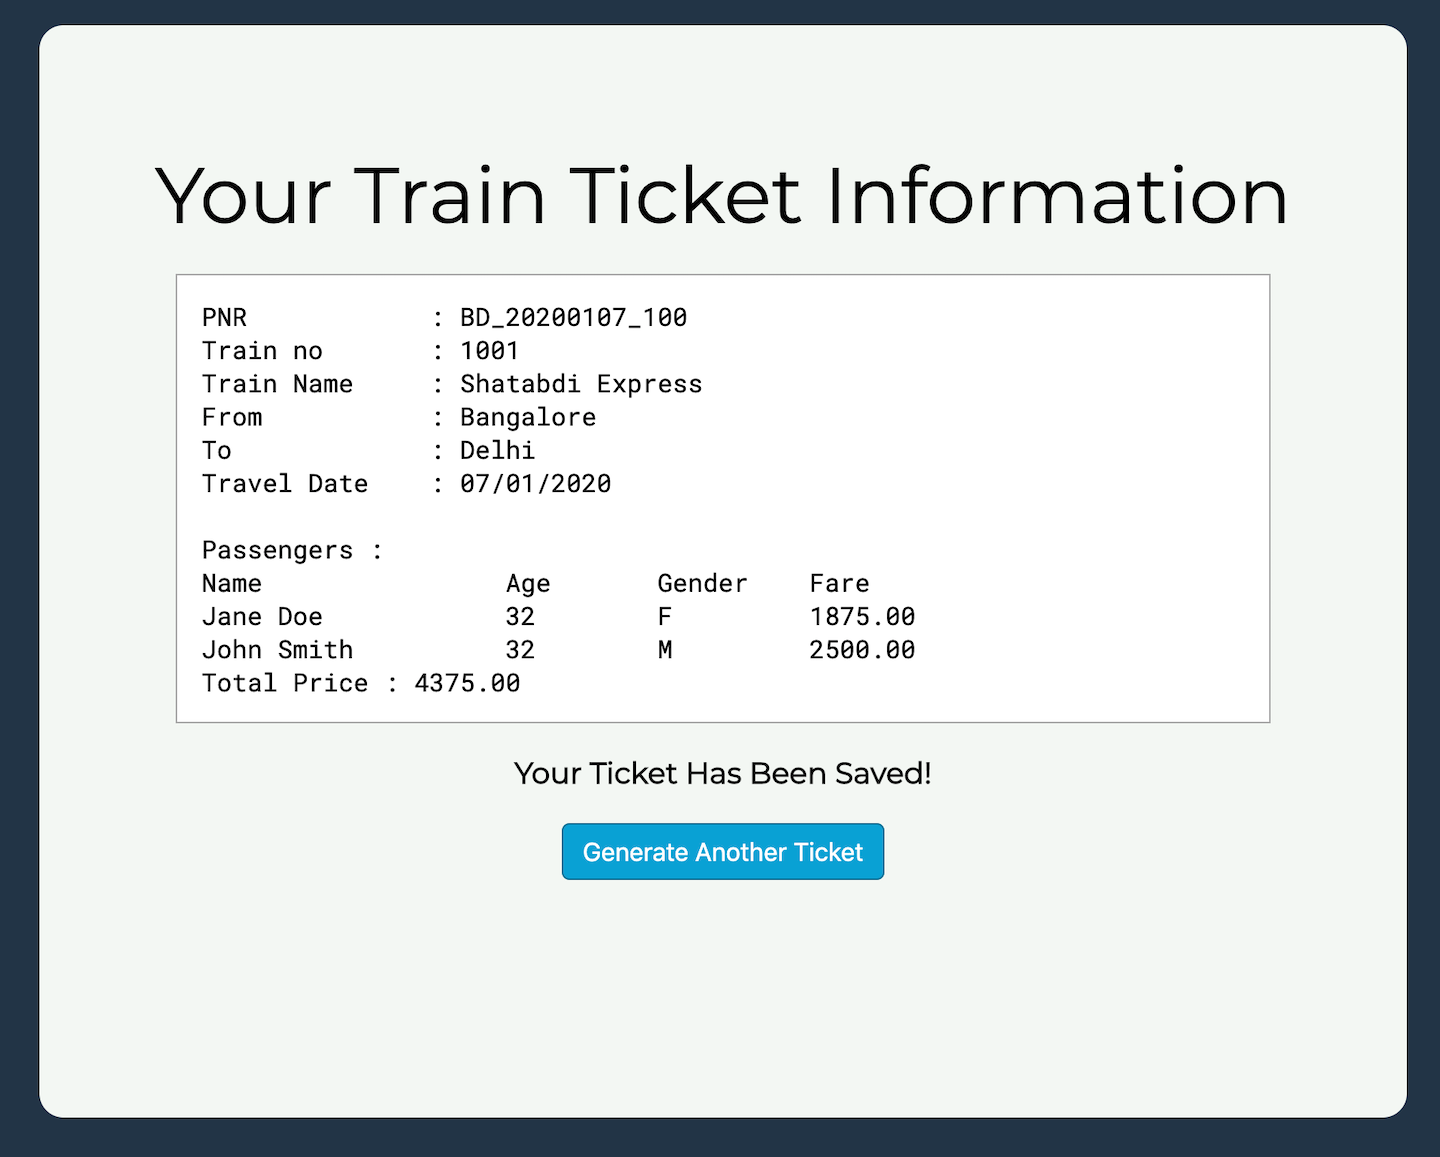 Your Train Ticket Information
PNR : BD_20200107_100
Train no : 1001
Train Name : Shatabdi Express
From : Bangalore
To : Delhi
Travel Date : 07/01/2020
Passengers :
Name Age Gender Fare
Jane Doe 32 F 1875.00
John Smith 32 M 2500.00
Total Price : 4375.00
Your Ticket Has Been Saved!
Generate Another Ticket